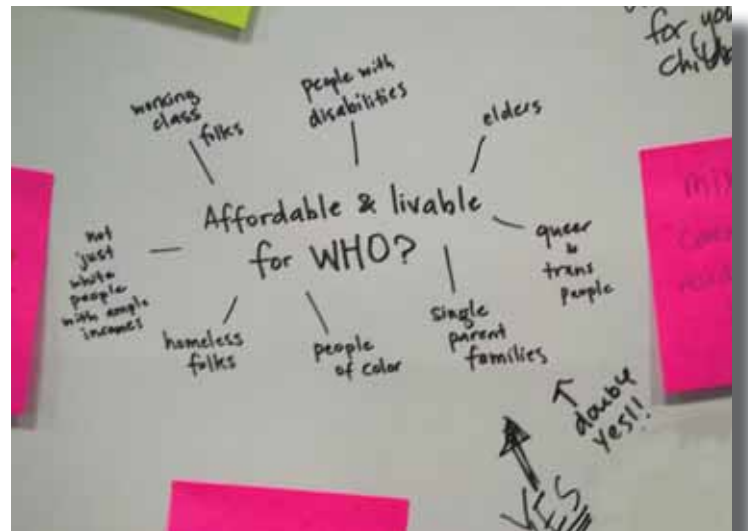 for you
working
class
folks
people with
disabilities
elders
Affordable & livable
for WHO?
not
just
white
people
with ample
incomes
homeless
folks
people
of color
single
parent
families
queer
&
trans
people
double
yes!!
YES